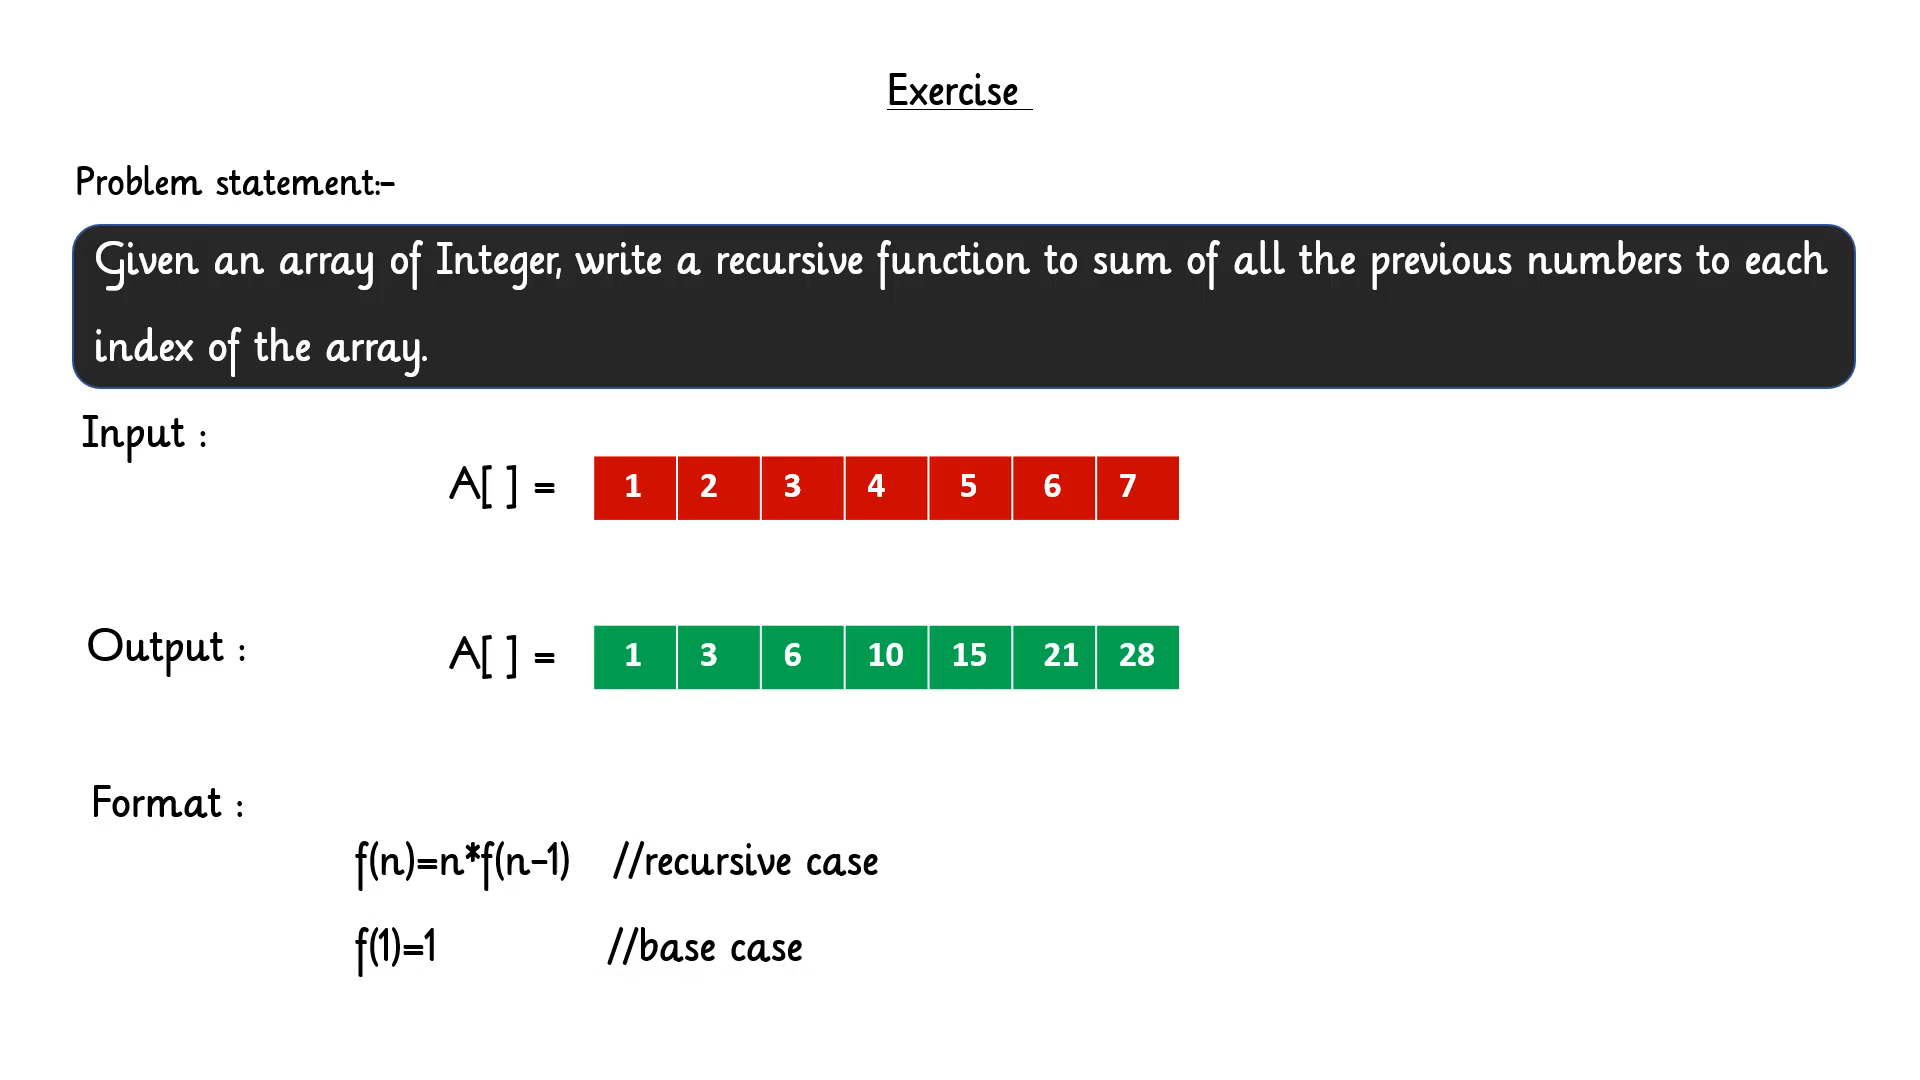 Exercise
Problem statement:-
Given an array of Integer, write a recursive function to sum of all the previous numbers to each
index of the array.
Input :
A[ ] = 1 2 3 4 5 6 7
Output : A[ ] = 1 3 6 10 15 21 28
Format :
f(n)=n*f(n-1) //recursive case
f(1)=1 //base case